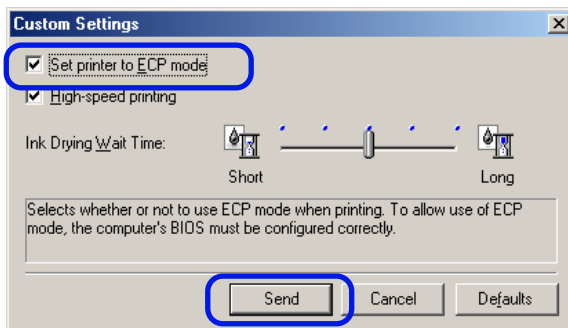 Custom Settings
Set printer to ECP mode
High-speed printing
Ink Drying Wait Time:
Short
Long
Selects whether or not to use ECP mode when printing. To allow use of ECP
mode, the computer's BIOS must be configured correctly.
Send
Cancel
Defaults